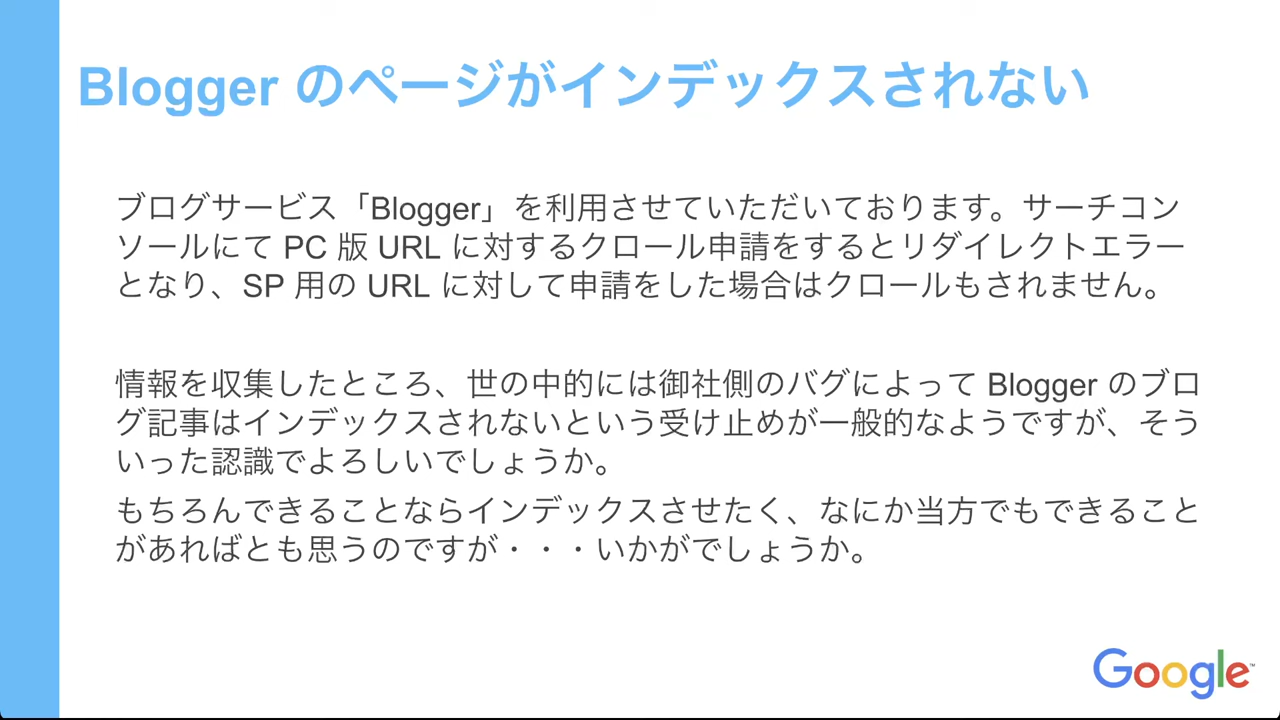 Blogger のページがインデックスされない
ブログサービス「Blogger」を利用させていただいております。サーチコン
ソールにて PC 版 URL に対するクロール申請をするとリダイレクトエラー
となり、SP 用の URL に対して申請をした場合はクロールもされません。
情報を収集したところ、世の中的には御社側のバグによって Blogger のブロ
グ記事はインデックスされないという受け止めが一般的なようですが、そう
いった認識でよろしいでしょうか。
もちろんできることならインデックスさせたく、なにか当方でもできること
があればとも思うのですが・・・いかがでしょうか。
Google™